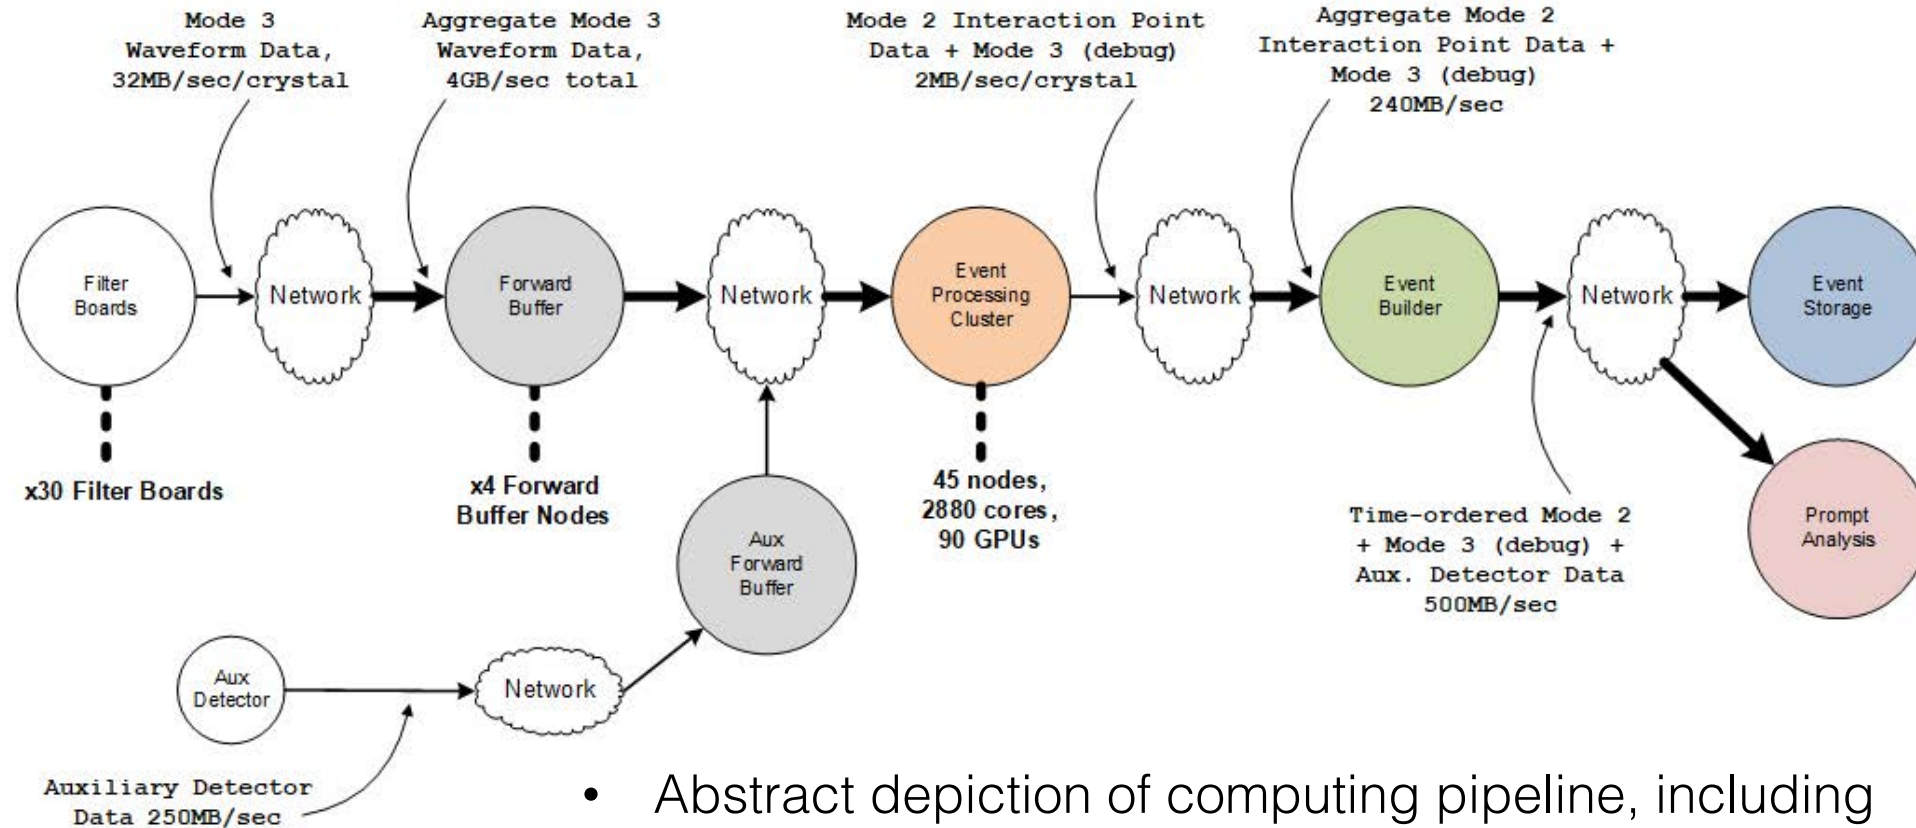 Mode 3
Waveform Data,
32MB/sec/crystal
Aggregate Mode 3
Waveform Data,
4GB/sec total
Mode 2 Interaction Point
Data + Mode 3 (debug)
2MB/sec/crystal
Aggregate Mode 2
Interaction Point Data +
Mode 3 (debug)
240MB/sec
Filter
Boards
Network
Forward
Buffer
Network
Event
Processing
Cluster
Network
Event
Builder
Network
Event
Storage
x30 Filter Boards
x4 Forward
Buffer Nodes
45 nodes,
2880 cores,
90 GPUs
Aux
Forward
Buffer
Time-ordered Mode 2
+ Mode 3 (debug) +
Aux. Detector Data
500MB/sec
Prompt
Analysis
Aux
Detector
Network
Auxiliary Detector
Data 250MB/sec
• Abstract depiction of computing pipeline, including